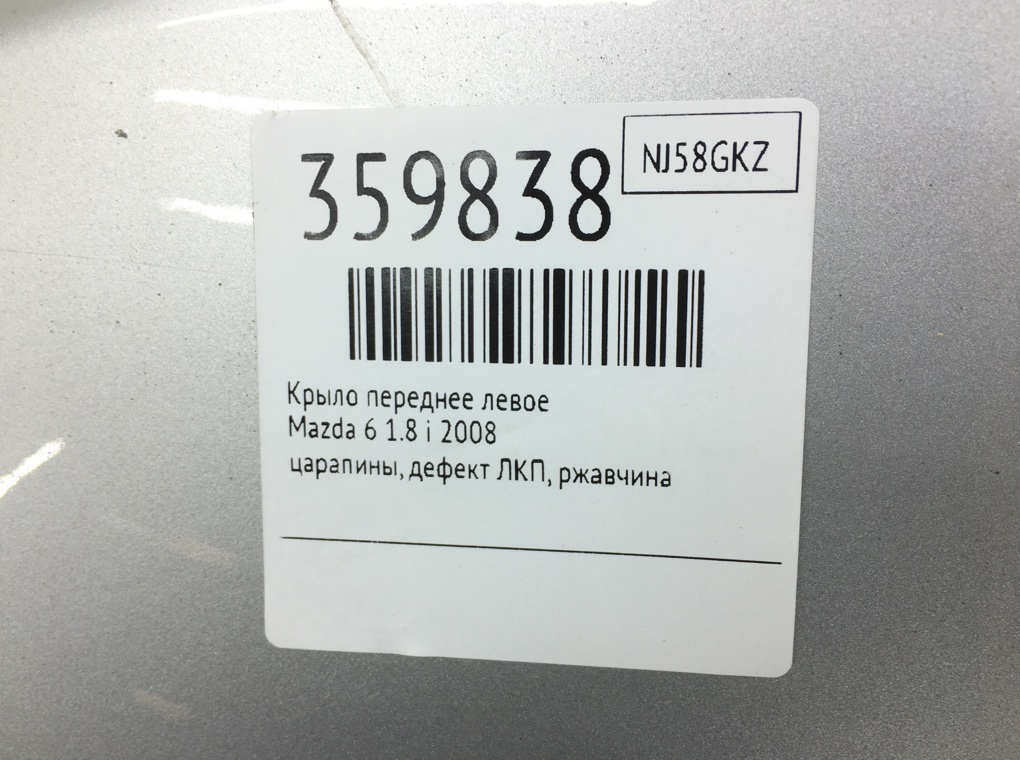 NJ58GKZ
359838
Крыло переднее левое
Mazda 6 1.8 i 2008
царапины, дефект ЛКП, ржавчина